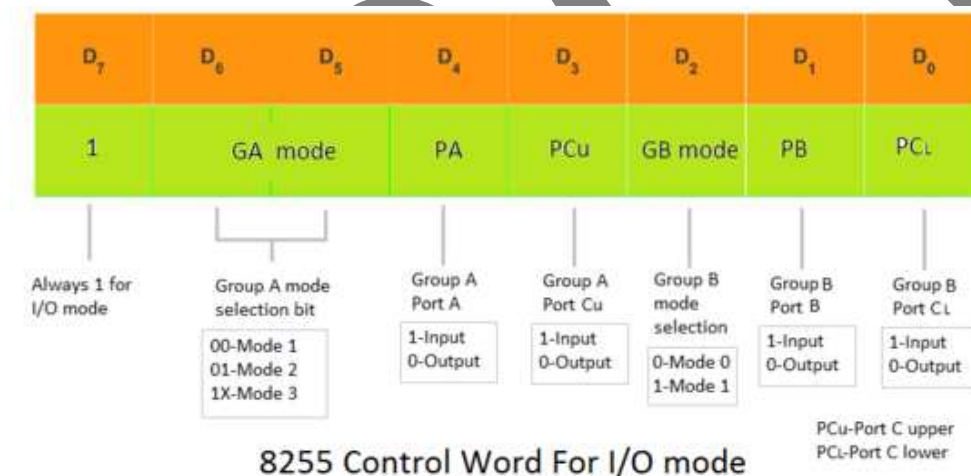 D7 D6 D5 D4 D3 D2 D1 D0
1 GA mode PA PCu GB mode PB PCL
Always 1 for
I/O mode
Group A mode
selection bit
00-Mode 1
01-Mode 2
1X-Mode 3
Group A
Port A
1-Input
0-Output
Group A
Port Cu
1-Input
0-Output
Group B
mode
selection
0-Mode 0
1-Mode 1
Group B
Port B
1-Input
0-Output
Group B
Port CL
1-Input
0-Output
PCu-Port C upper
PCL-Port C lower
8255 Control Word For I/O mode